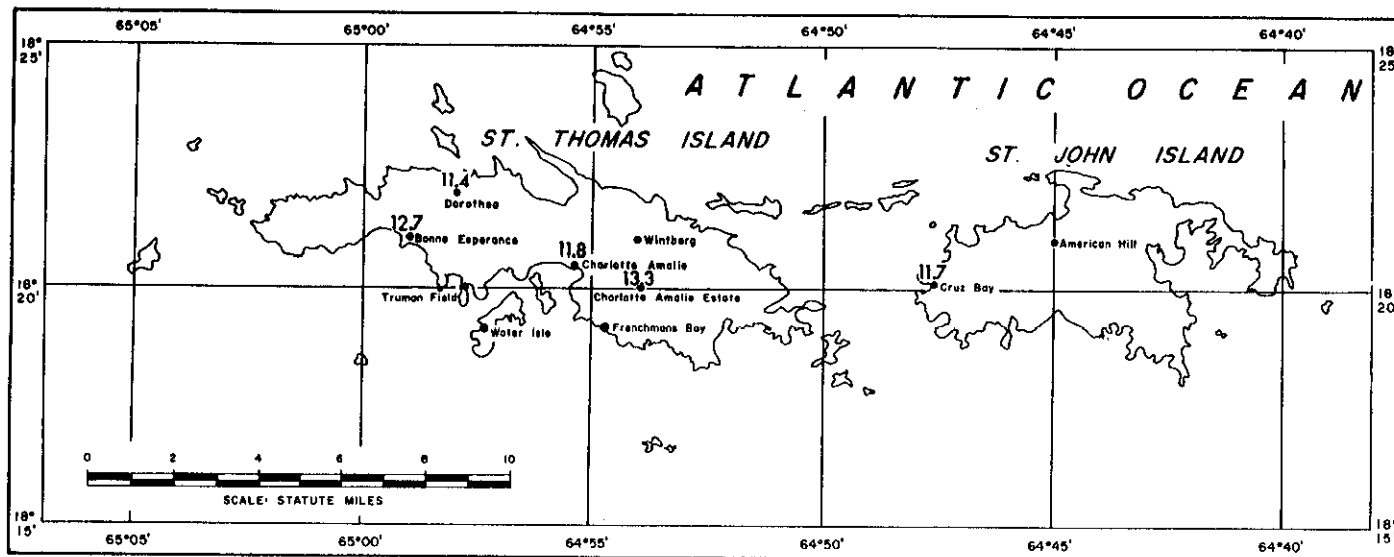 65°05' 65°00' 64°55' 64°50' 64°45' 64°40'
18° 25'
18° 25'
ATLANTIC OCEAN
ST. THOMAS ISLAND
ST. JOHN ISLAND
11.4
Dorothea
12.7
Bonne Esperance
Wintberg
American Hill
11.8
Charlotte Amalie
13.3
Charlotte Amalie Estate
11.7
Cruz Bay
Truman Field
18° 20'
18° 20'
Water Isle
Frenchmans Bay
0 2 4 6 8 10
SCALE: STATUTE MILES
18° 15'
18° 15'
65°05' 65°00' 64°55' 64°50' 64°45' 64°40'